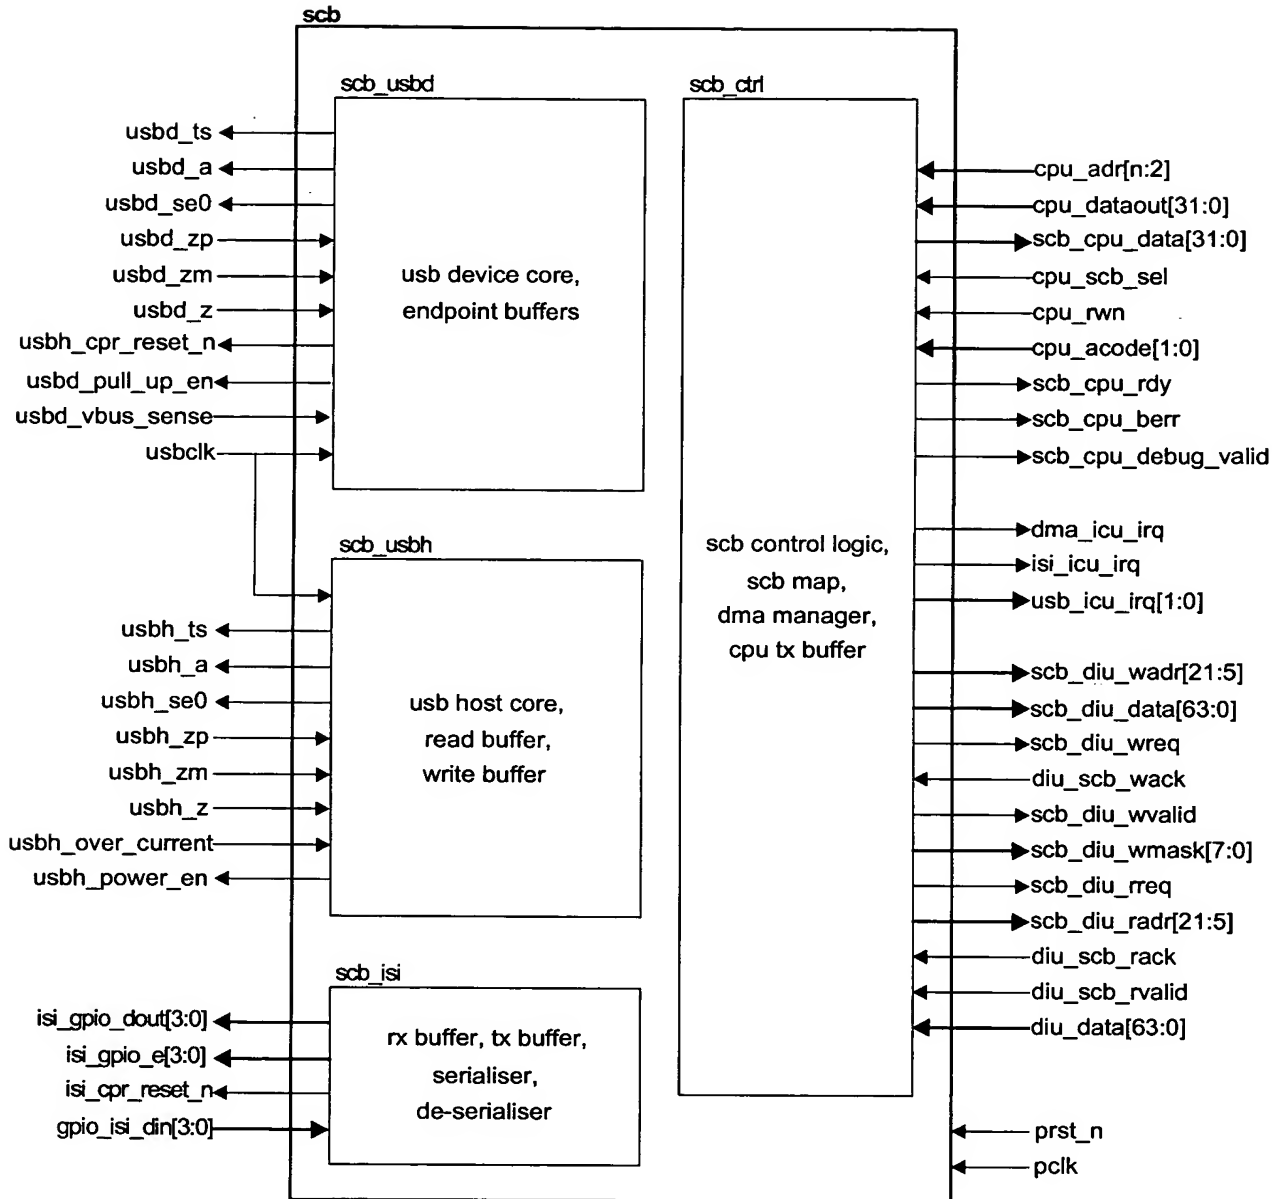 scb
scb_usbd
usbd_ts
usbd_a
usbd_se0
usbd_zp
usbd_zm
usbd_z
usbh_cpr_reset_n
usbd_pull_up_en
usbd_vbus_sense
usbclk
usb device core,
endpoint buffers
scb_usbh
usbh_ts
usbh_a
usbh_se0
usbh_zp
usbh_zm
usbh_z
usbh_over_current
usbh_power_en
usb host core,
read buffer,
write buffer
scb_isi
isi_gpio_dout[3:0]
isi_gpio_e[3:0]
isi_cpr_reset_n
gpio_isi_din[3:0]
rx buffer, tx buffer,
serialiser,
de-serialiser
scb_ctrl
scb control logic,
scb map,
dma manager,
cpu tx buffer
cpu_adr[n:2]
cpu_dataout[31:0]
scb_cpu_data[31:0]
cpu_scb_sel
cpu_rwn
cpu_acode[1:0]
scb_cpu_rdy
scb_cpu_berr
scb_cpu_debug_valid
dma_icu_irq
isi_icu_irq
usb_icu_irq[1:0]
scb_diu_wadr[21:5]
scb_diu_data[63:0]
scb_diu_wreq
diu_scb_wack
scb_diu_wvalid
scb_diu_wmask[7:0]
scb_diu_rreq
scb_diu_radr[21:5]
diu_scb_rack
diu_scb_rvalid
diu_data[63:0]
prst_n
pclk